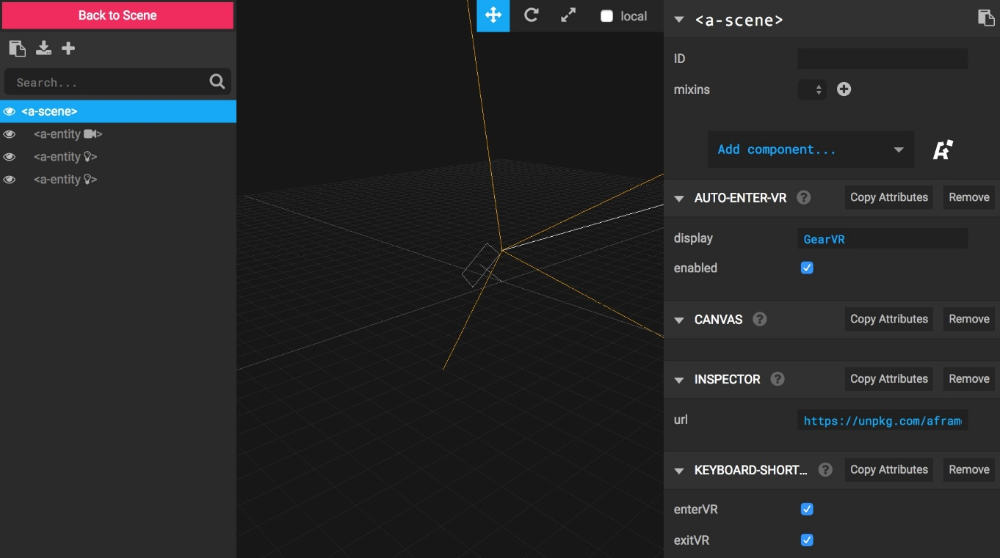 Back to Scene
local
Search...
<a-scene>
<a-entity >
<a-entity >
<a-entity >
<a-scene>
ID
mixins
Add component...
AUTO-ENTER-VR Copy Attributes Remove
display GearVR
enabled
CANVAS Copy Attributes Remove
INSPECTOR Copy Attributes Remove
url https://unpkg.com/afram
KEYBOARD-SHORT... Copy Attributes Remove
enterVR
exitVR